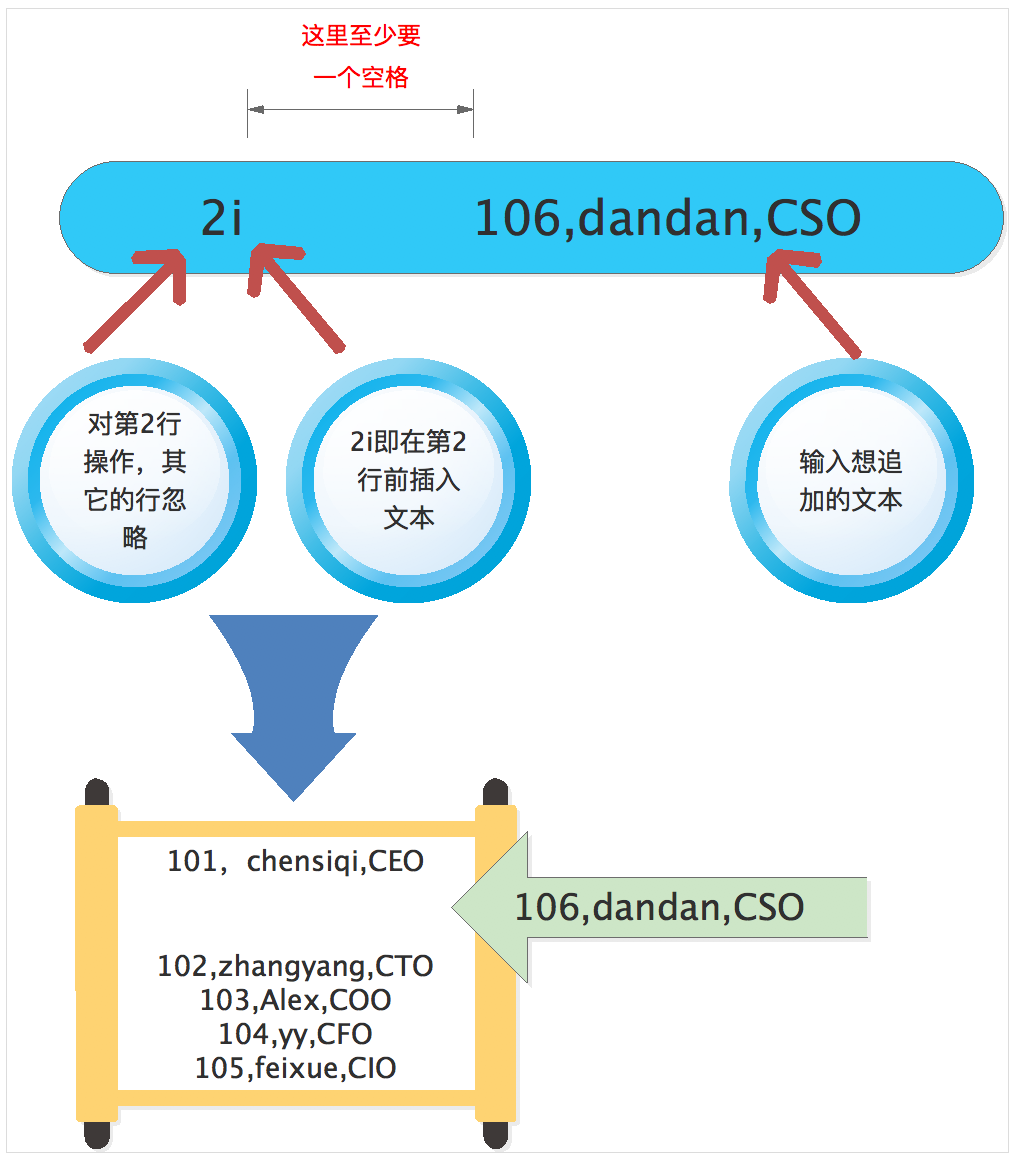 这里至少要
一个空格
2i 106,dandan,CSO
对第2行
操作，其
它的行忽
略
2i即在第2
行前插入
文本
输入想追
加的文本
101，chensiqi,CEO
106,dandan,CSO
102,zhangyang,CTO
103,Alex,COO
104,yy,CFO
105,feixue,CIO